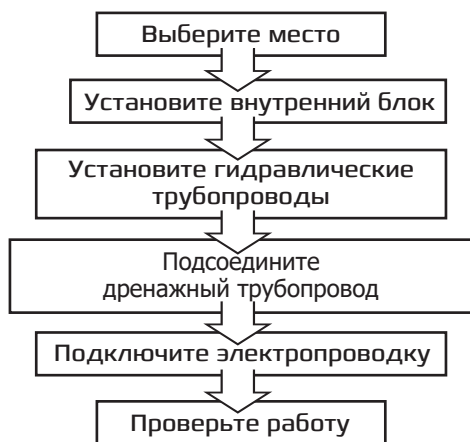 Выберите место
Установите внутренний блок
Установите гидравлические
трубопроводы
Подсоедините
дренажный трубопровод
Подключите электропроводку
Проверьте работу